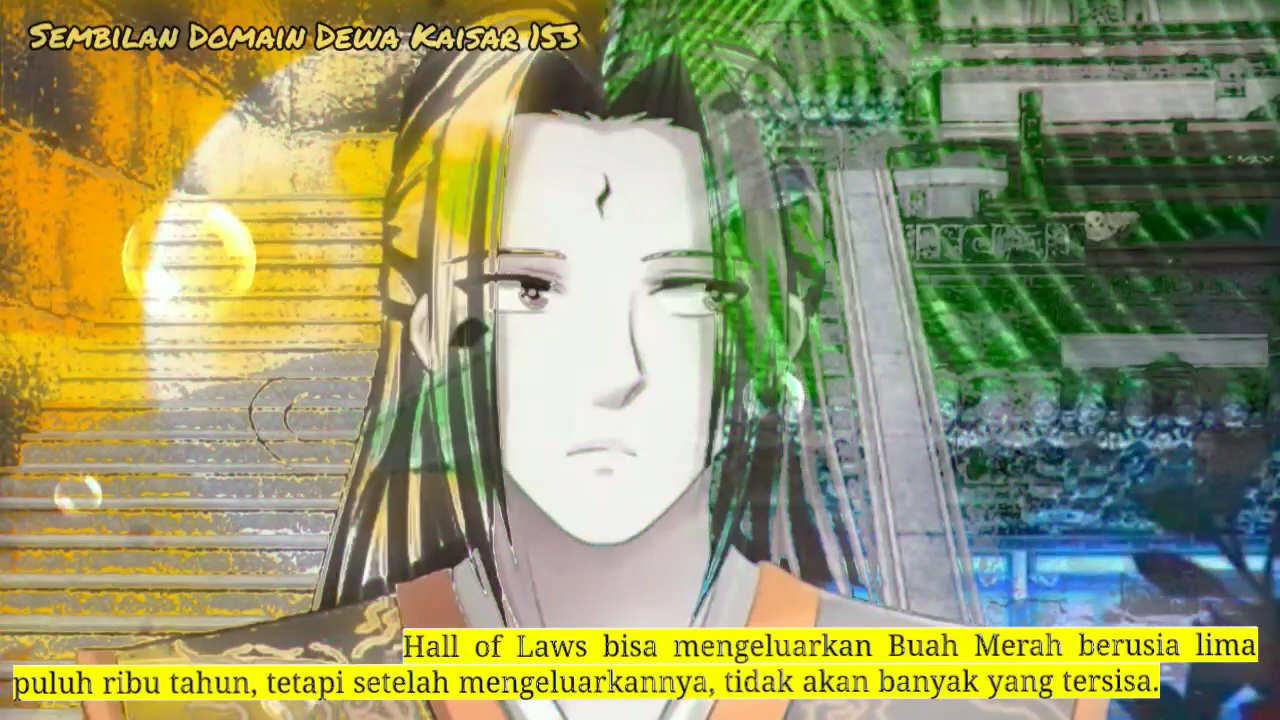 Sembilan Domain Dewa Kaisar 153
Hall of Laws bisa mengeluarkan Buah Merah berusia lima
puluh ribu tahun, tetapi setelah mengeluarkannya, tidak akan banyak yang tersisa.